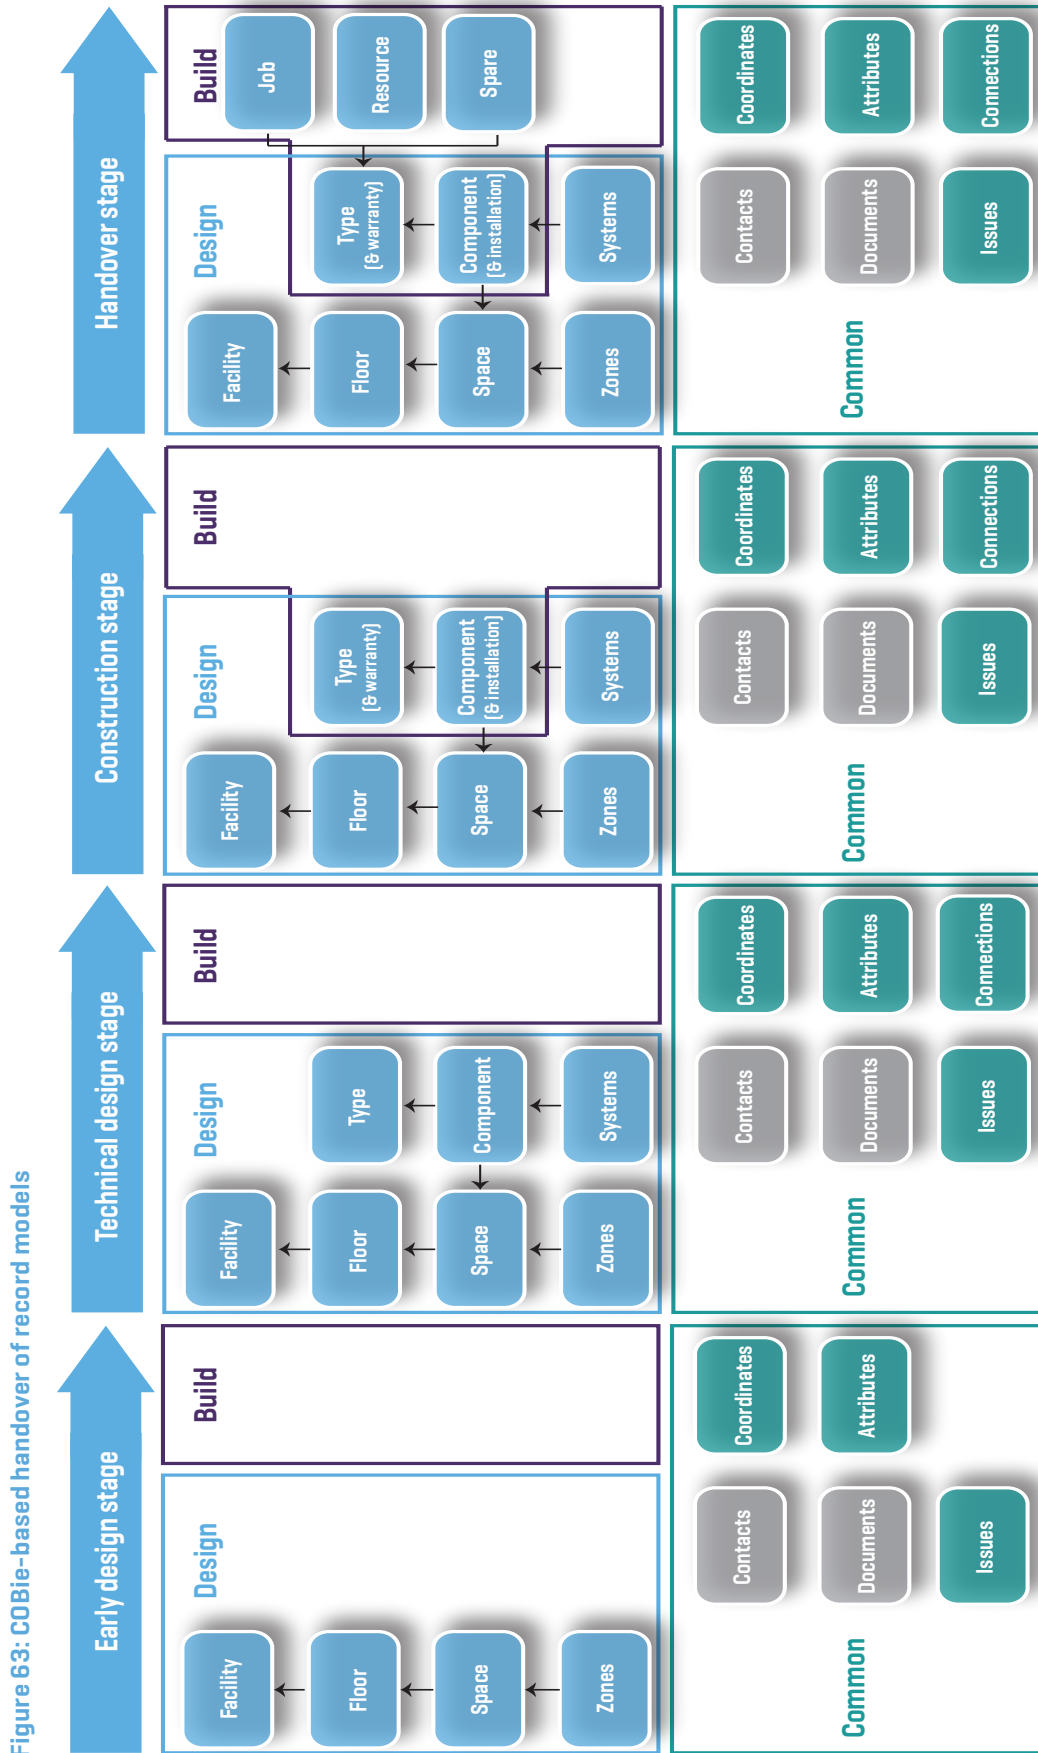 Figure 63: COBie-based handover of record models
Early design stage
Technical design stage
Construction stage
Handover stage
Design
Facility
Floor
Space
Zones
Build
Common
Contacts
Documents
Issues
Coordinates
Attributes
Design
Facility
Floor
Space
Zones
Type
Component
Systems
Build
Common
Contacts
Documents
Issues
Coordinates
Attributes
Connections
Design
Facility
Floor
Space
Zones
Type
(& warranty)
Component
(& installation)
Systems
Build
Common
Contacts
Documents
Issues
Coordinates
Attributes
Connections
Design
Facility
Floor
Space
Zones
Type
(& warranty)
Component
(& installation)
Systems
Build
Job
Resource
Spare
Common
Contacts
Documents
Issues
Coordinates
Attributes
Connections